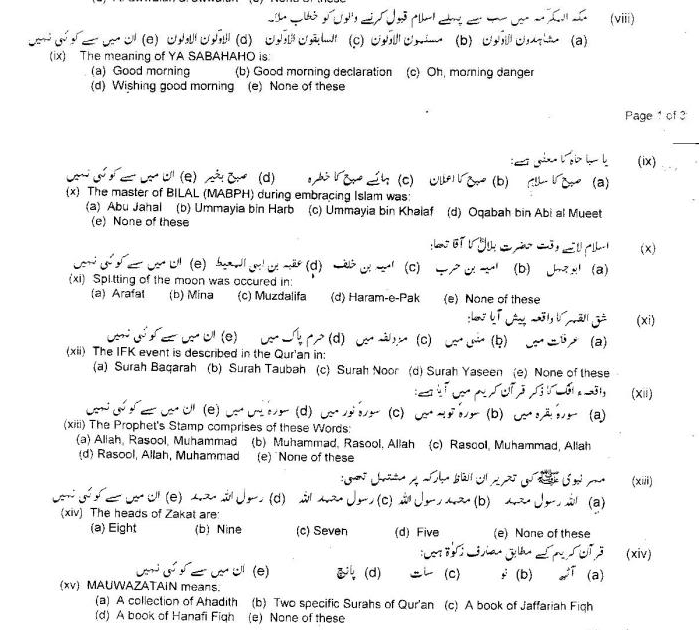 (viii) مکہ المکرمہ میں سب سے پہلے اسلام قبول کرنے والوں کو خطاب ملا۔
(a) مشاہدون الاولون (b) مسلمون الاولون (c) السابقون الاولون (d) الاولون الاولون (e) ان میں سے کوئی نہیں
(ix) The meaning of YA SABAHAHO is:
(a) Good morning (b) Good morning declaration (c) Oh, morning danger
(d) Wishing good morning (e) None of these
Page 1 of 3
(ix) یا سبا حاہ کا معنی ہے:
(a) صبح کا سلام (b) صبح کا اعلان (c) ہائے صبح کا خطرہ (d) صبح بخیر (e) ان میں سے کوئی نہیں
(x) The master of BILAL (MABPH) during embracing Islam was:
(a) Abu Jahal (b) Ummayia bin Harb (c) Ummayia bin Khalaf (d) Oqabah bin Abi al Mueet
(e) None of these
(x) اسلام لاتے وقت حضرت بلال کا آقا تھا:
(a) ابو جہل (b) امیہ بن حرب (c) امیہ بن خلف (d) عقبہ بن ابی المعیط (e) ان میں سے کوئی نہیں
(xi) Splitting of the moon was occured in:
(a) Arafat (b) Mina (c) Muzdalifa (d) Haram-e-Pak (e) None of these
(xi) شق القمر کا واقعہ پیش آیا تھا:
(a) عرفات میں (b) منٰی میں (c) مزدلفہ میں (d) حرم پاک میں (e) ان میں سے کوئی نہیں
(xii) The IFK event is described in the Qur'an in:
(a) Surah Baqarah (b) Surah Taubah (c) Surah Noor (d) Surah Yaseen (e) None of these
(xii) واقعہ ء افک کا ذکر قرآن کریم میں آیا ہے:
(a) سورۂ بقرہ میں (b) سورۂ توبہ میں (c) سورۂ نور میں (d) سورۂ یٰس میں (e) ان میں سے کوئی نہیں
(xiii) The Prophet's Stamp comprises of these Words:
(a) Allah, Rasool, Muhammad (b) Muhammad, Rasool, Allah (c) Rasool, Muhammad, Allah
(d) Rasool, Allah, Muhammad (e) None of these
(xiii) مہر نبوی ﷺ کی تحریر ان الفاظ مبارکہ پر مشتمل تھی:
(a) اللہ رسول محمد (b) محمد رسول اللہ (c) رسول محمد اللہ (d) رسول اللہ محمد (e) ان میں سے کوئی نہیں
(xiv) The heads of Zakat are:
(a) Eight (b) Nine (c) Seven (d) Five (e) None of these
(xiv) قرآن کریم کے مطابق مصارف زکوٰۃ ہیں:
(a) آٹھ (b) نو (c) سات (d) پانچ (e) ان میں سے کوئی نہیں
(xv) MAUWAZATAIN means.
(a) A collection of Ahadith (b) Two specific Surahs of Qur'an (c) A book of Jaffariah Fiqh
(d) A book of Hanafi Fiqh (e) None of these